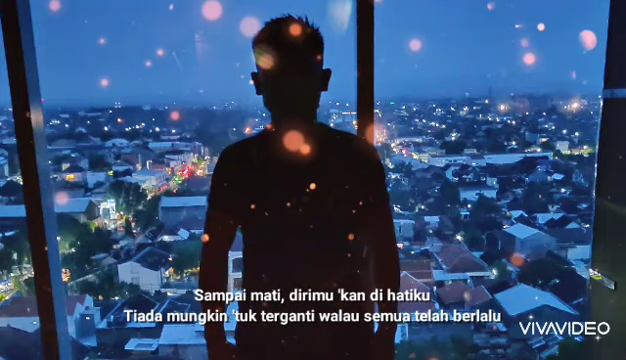 Sampai mati, dirimu 'kan di hatiku
Tiada mungkin 'tuk terganti walau semua telah berlalu
VIVAVIDEO